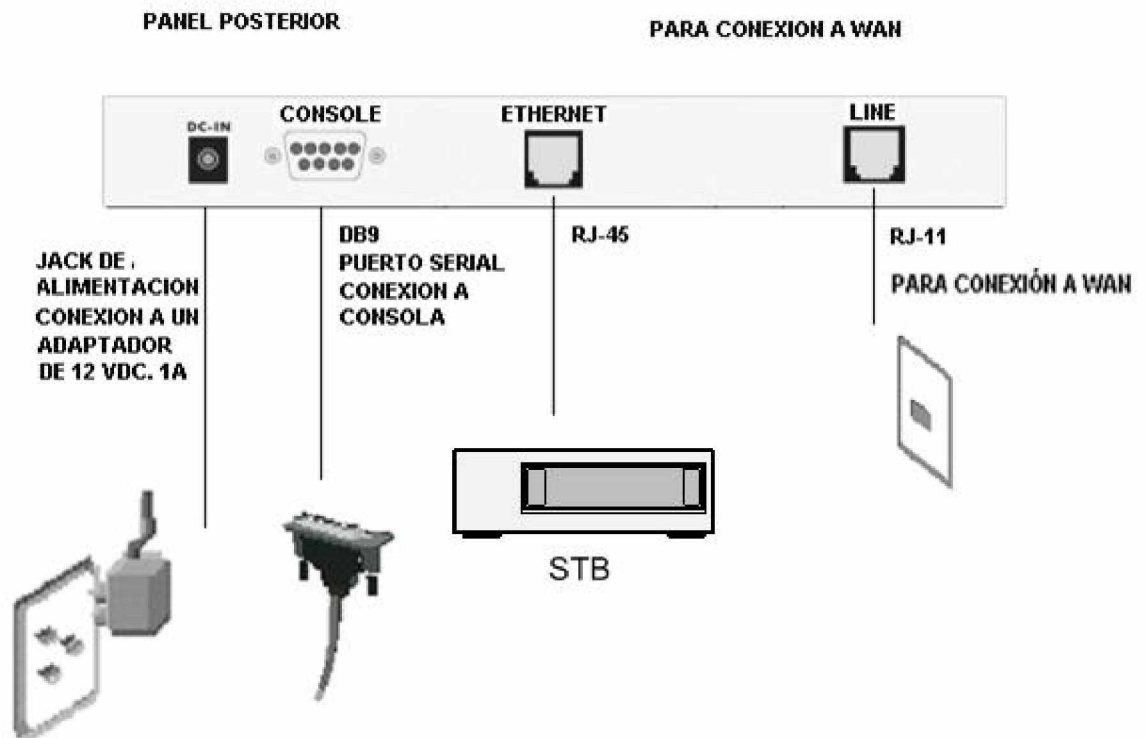 PANEL POSTERIOR
PARA CONEXION A WAN
DC-IN
CONSOLE
ETHERNET
LINE
JACK DE .
ALIMENTACION
CONEXION A UN
ADAPTADOR
DE 12 VDC. 1A
DB9
PUERTO SERIAL
CONEXION A
CONSOLA
RJ-45
RJ-11
PARA CONEXIÓN A WAN
STB